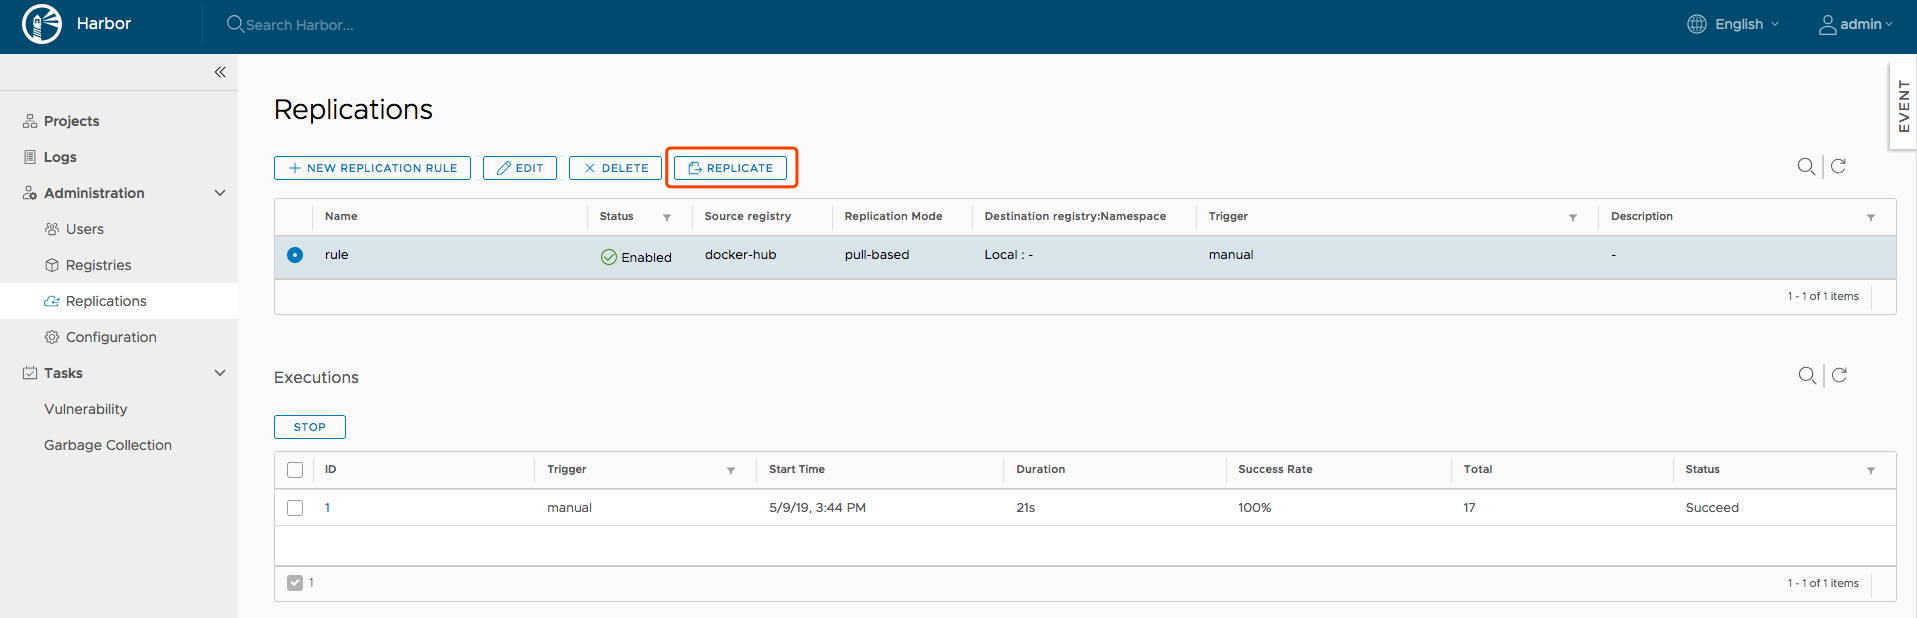 Harbor
Search Harbor...
English
admin
EVENT
Projects
Logs
Administration
Users
Registries
Replications
Configuration
Tasks
Vulnerability
Garbage Collection
Replications
NEW REPLICATION RULE EDIT DELETE REPLICATE
Name Status Source registry Replication Mode Destination registry:Namespace Trigger Description
rule Enabled docker-hub pull-based Local : - manual -
1 - 1 of 1 items
Executions
STOP
ID Trigger Start Time Duration Success Rate Total Status
1 manual 5/9/19, 3:44 PM 21s 100% 17 Succeed
1
1 - 1 of 1 items